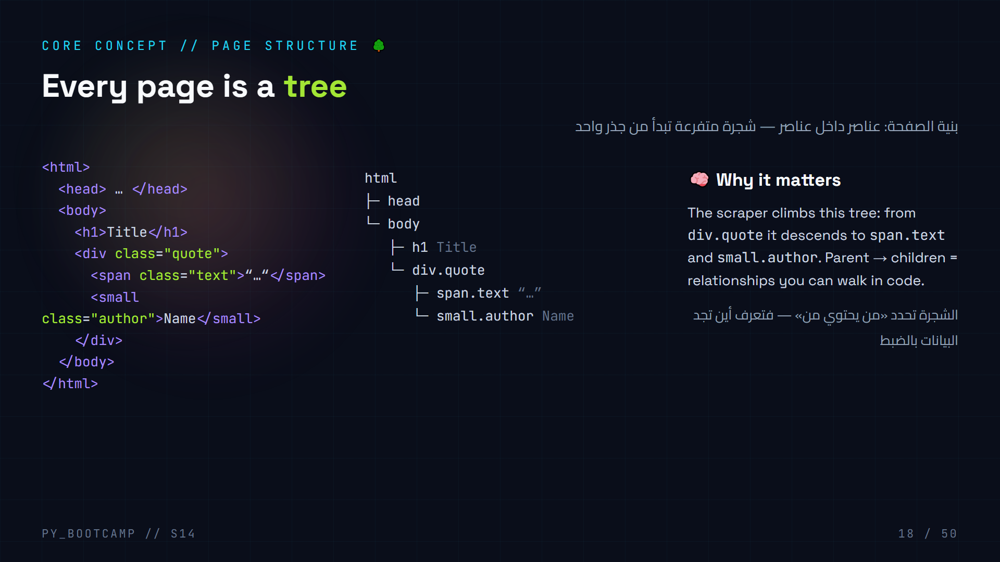 CORE CONCEPT // PAGE STRUCTURE 🌳
Every page is a tree
بنية الصفحة: عناصر داخل عناصر — شجرة متفرعة تبدأ من جذر واحد
<html>
  <head> … </head>
  <body>
    <h1>Title</h1>
    <div class="quote">
      <span class="text">“…“</span>
      <small
class="author">Name</small>
    </div>
  </body>
</html>
html
├─ head
└─ body
   ├─ h1 Title
   └─ div.quote
      ├─ span.text “…”
      └─ small.author Name
🧠 Why it matters
The scraper climbs this tree: from
div.quote it descends to span.text
and small.author. Parent → children =
relationships you can walk in code.
الشجرة تحدد «من يحتوي من» — فتعرف أين تجد
البيانات بالضبط
PY_BOOTCAMP // S14
18 / 50